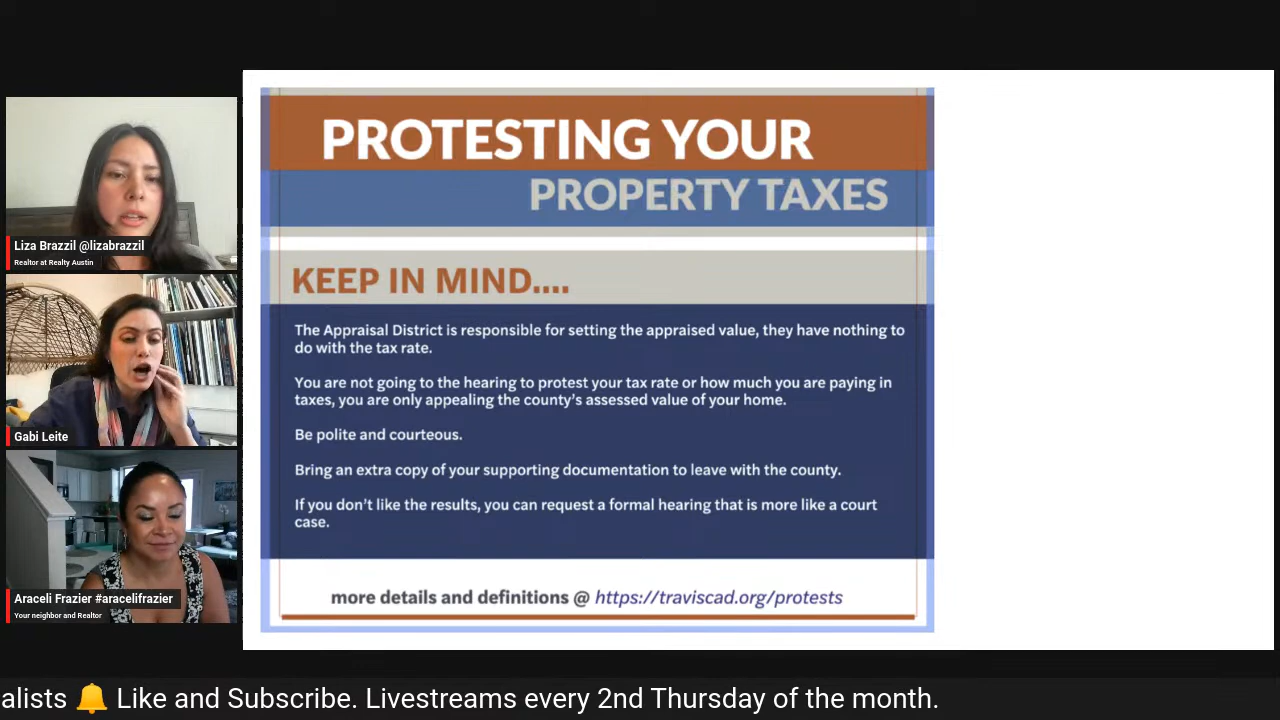 Liza Brazzil @lizabrazzil
Realtor at Realty Austin
Gabi Leite
Araceli Frazier #aracelifrazier
Your neighbor and Realtor
PROTESTING YOUR
PROPERTY TAXES
KEEP IN MIND....
The Appraisal District is responsible for setting the appraised value, they have nothing to
do with the tax rate.
You are not going to the hearing to protest your tax rate or how much you are paying in
taxes, you are only appealing the county's assessed value of your home.
Be polite and courteous.
Bring an extra copy of your supporting documentation to leave with the county.
If you don't like the results, you can request a formal hearing that is more like a court
case.
more details and definitions @ https://traviscad.org/protests
alists 🔔 Like and Subscribe. Livestreams every 2nd Thursday of the month.